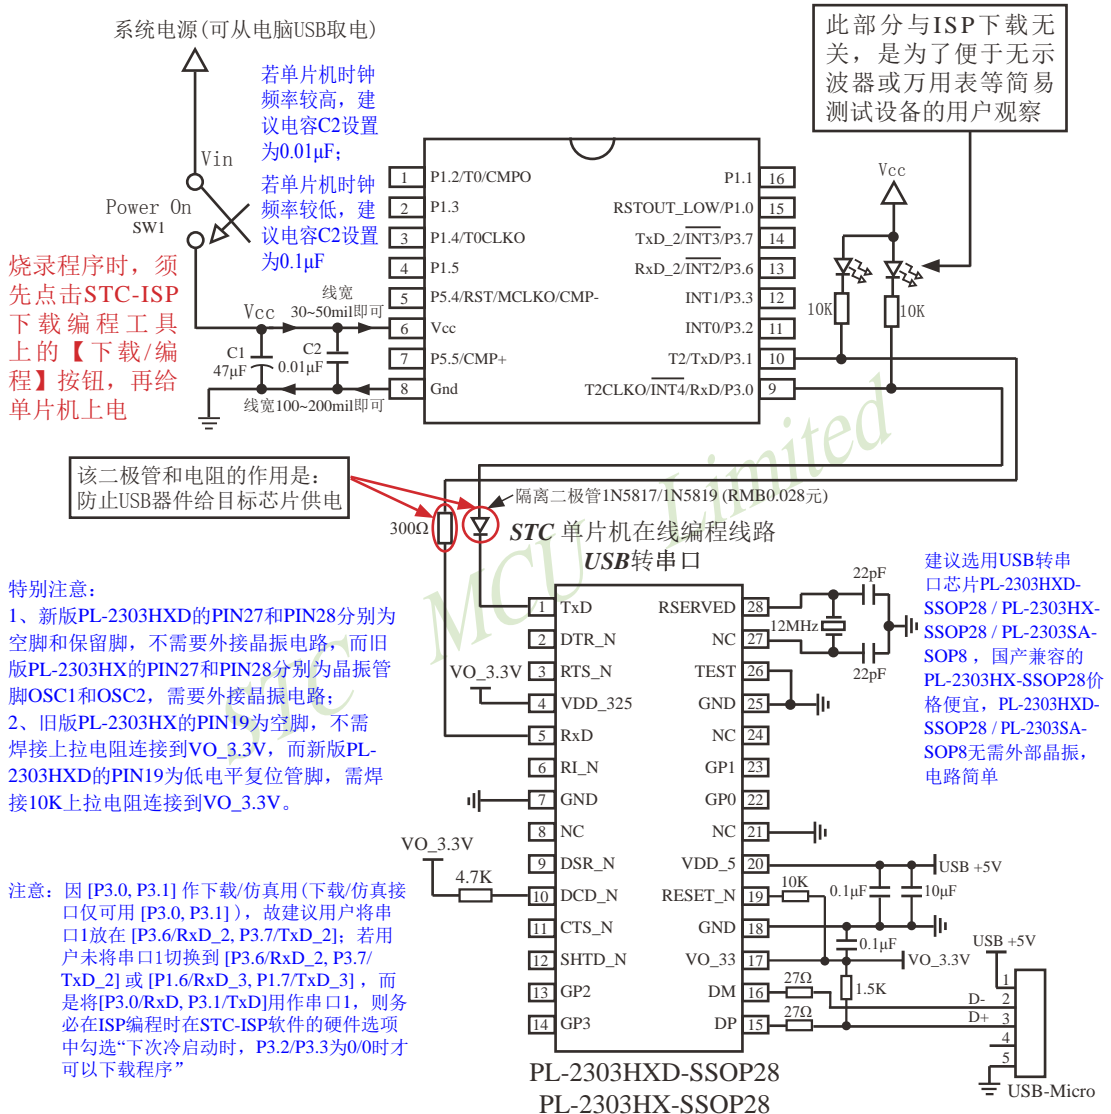 系统电源(可从电脑USB取电)
此部分与ISP下载无
关，是为了便于无示
波器或万用表等简易
测试设备的用户观察
若单片机时钟
频率较高，建
议电容C2设置
为0.01μF；
若单片机时钟
频率较低，建
议电容C2设置
为0.1μF
Vin
Power On
SW1
烧录程序时，须
先点击STC-ISP
下载编程工具
上的【下载/编
程】按钮，再给
单片机上电
Vcc
线宽
30~50mil即可
C1
47μF
C2
0.01μF
线宽100~200mil即可
1 P1.2/T0/CMPO
2 P1.3
3 P1.4/T0CLKO
4 P1.5
5 P5.4/RST/MCLKO/CMP-
6 Vcc
7 P5.5/CMP+
8 Gnd
P1.1 16
RSTOUT_LOW/P1.0 15
TxD_2/INT3/P3.7 14
RxD_2/INT2/P3.6 13
INT1/P3.3 12
INT0/P3.2 11
T2/TxD/P3.1 10
T2CLKO/INT4/RxD/P3.0 9
Vcc
10K
10K
该二极管和电阻的作用是：
防止USB器件给目标芯片供电
300Ω
隔离二极管1N5817/1N5819 (RMB0.028元)
STC 单片机在线编程线路
USB转串口
STC MCU Limited
特别注意：
1、新版PL-2303HXD的PIN27和PIN28分别为
空脚和保留脚，不需要外接晶振电路，而旧
版PL-2303HX的PIN27和PIN28分别为晶振管
脚OSC1和OSC2，需要外接晶振电路；
2、旧版PL-2303HX的PIN19为空脚，不需
焊接上拉电阻连接到VO_3.3V，而新版PL-
2303HXD的PIN19为低电平复位管脚，需焊
接10K上拉电阻连接到VO_3.3V。
VO_3.3V
VO_3.3V
4.7K
1 TxD
2 DTR_N
3 RTS_N
4 VDD_325
5 RxD
6 RI_N
7 GND
8 NC
9 DSR_N
10 DCD_N
11 CTS_N
12 SHTD_N
13 GP2
14 GP3
RSERVED 28
NC 27
TEST 26
GND 25
NC 24
GP1 23
GP0 22
NC 21
VDD_5 20
RESET_N 19
GND 18
VO_33 17
DM 16
DP 15
22pF
12MHz
22pF
建议选用USB转串
口芯片PL-2303HXD-
SSOP28 / PL-2303HX-
SSOP28 / PL-2303SA-
SOP8，国产兼容的
PL-2303HX-SSOP28价
格便宜，PL-2303HXD-
SSOP28 / PL-2303SA-
SOP8无需外部晶振，
电路简单
USB +5V
10K
0.1μF
10μF
0.1μF
VO_3.3V
27Ω
1.5K
27Ω
USB +5V
D-
D+
1
2
3
4
5
USB-Micro
注意：因 [P3.0, P3.1] 作下载/仿真用(下载/仿真接
口仅可用 [P3.0, P3.1] )，故建议用户将串
口1放在 [P3.6/RxD_2, P3.7/TxD_2]；若用
户未将串口1切换到 [P3.6/RxD_2, P3.7/
TxD_2] 或 [P1.6/RxD_3, P1.7/TxD_3]，而
是将[P3.0/RxD, P3.1/TxD]用作串口1，则务
必在ISP编程时在STC-ISP软件的硬件选项
中勾选“下次冷启动时，P3.2/P3.3为0/0时才
可以下载程序”
PL-2303HXD-SSOP28
PL-2303HX-SSOP28